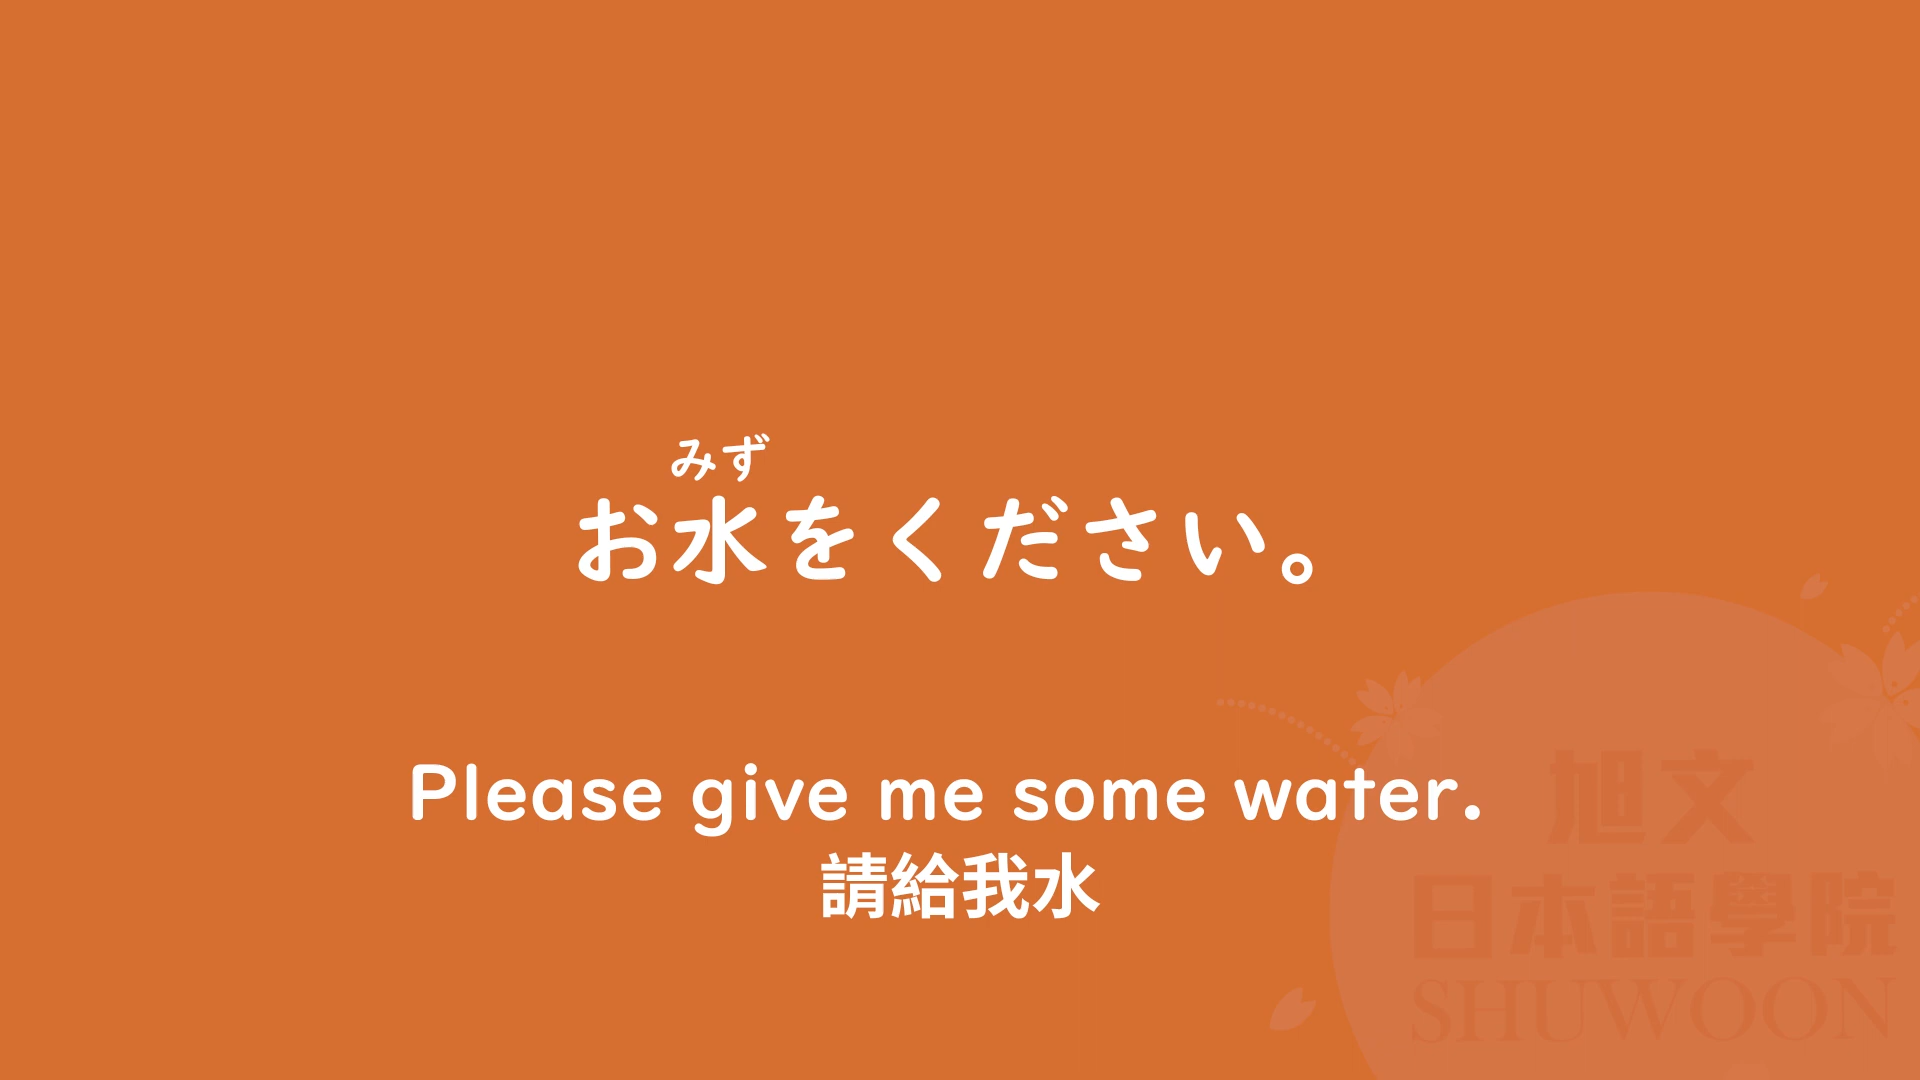 みず
お水をください。
Please give me some water.
請給我水
旭文
日本語學院
SHUWOON